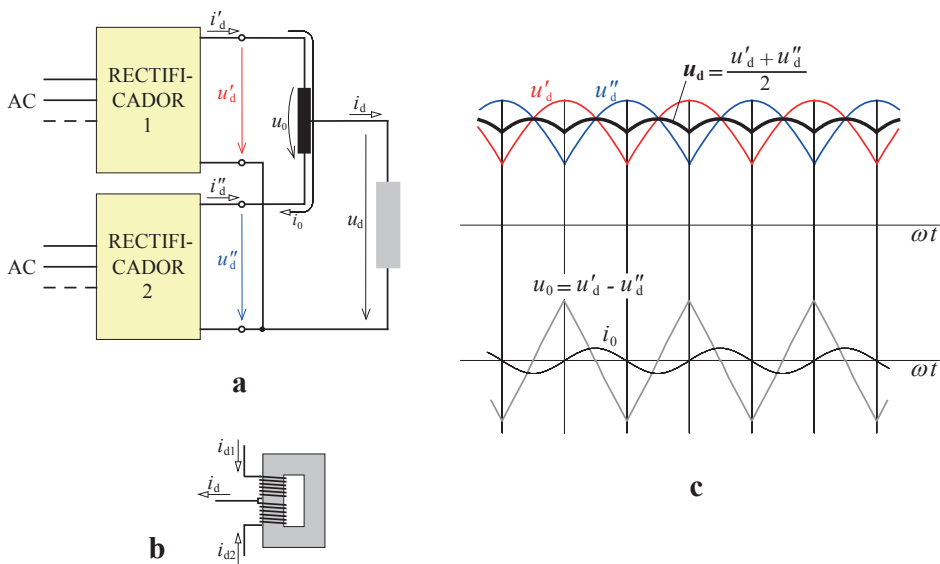 AC
RECTIFI-
CADOR
1
i'd
u'd
u0
id
i"d
i0
ud
AC
RECTIFI-
CADOR
2
u"d
a
id1
id
id2
b
u'd
u"d
ud = u'd + u"d / 2
ωt
u0 = u'd - u"d
i0
ωt
c